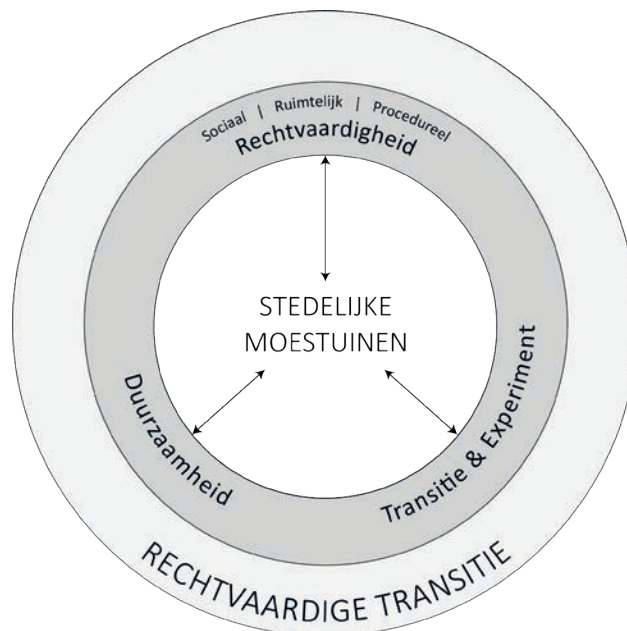 Sociaal | Ruimtelijk | Procedureel
Rechtvaardigheid
STEDELIJKE
MOESTUINEN
Duurzaamheid
Transitie & Experiment
RECHTVAARDIGE TRANSITIE